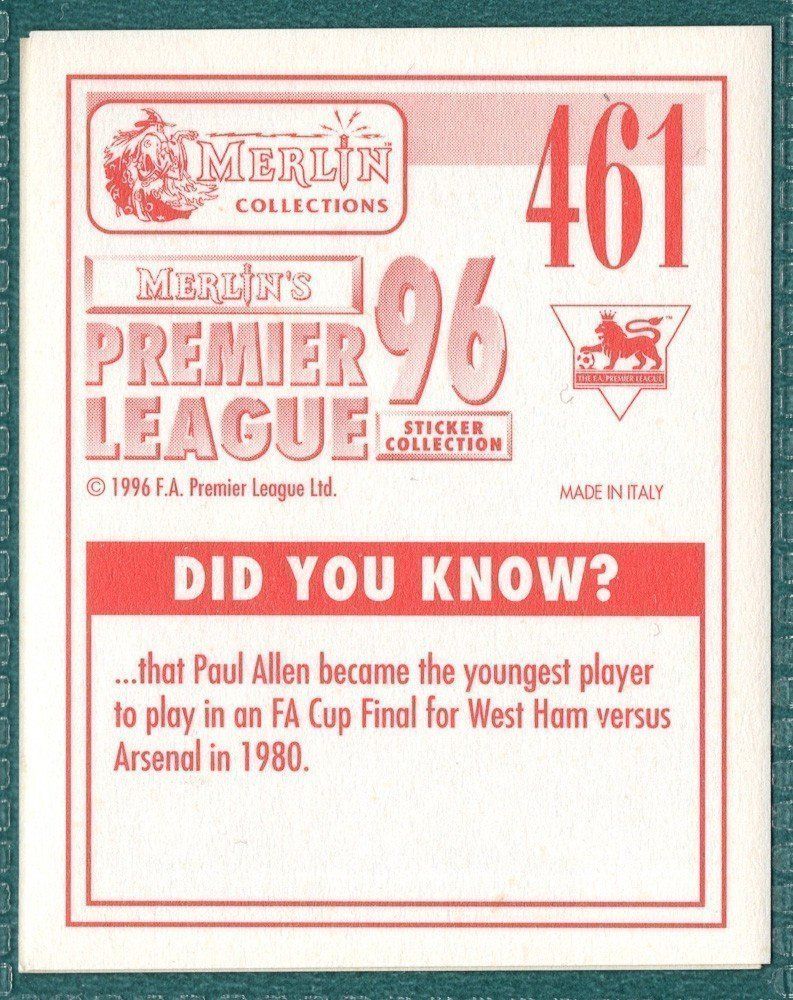 MERLIN™
COLLECTIONS
461
MERLIN'S
PREMIER
LEAGUE
96
STICKER
COLLECTION
THE F.A. PREMIER LEAGUE
™
© 1996 F.A. Premier League Ltd.
MADE IN ITALY
DID YOU KNOW?
...that Paul Allen became the youngest player
to play in an FA Cup Final for West Ham versus
Arsenal in 1980.